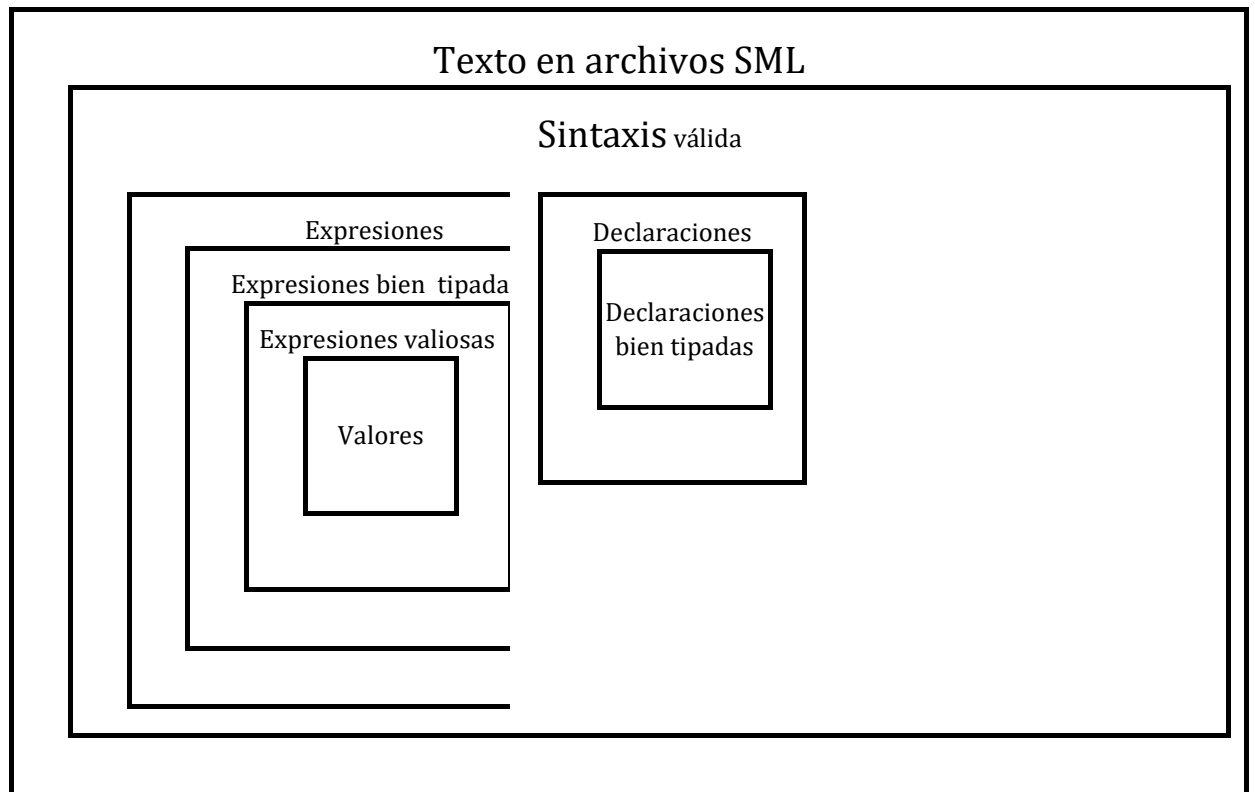 Texto en archivos SML
Sintaxis válida
Expresiones
Declaraciones
Expresiones bien tipada
Declaraciones
bien tipadas
Expresiones valiosas
Valores